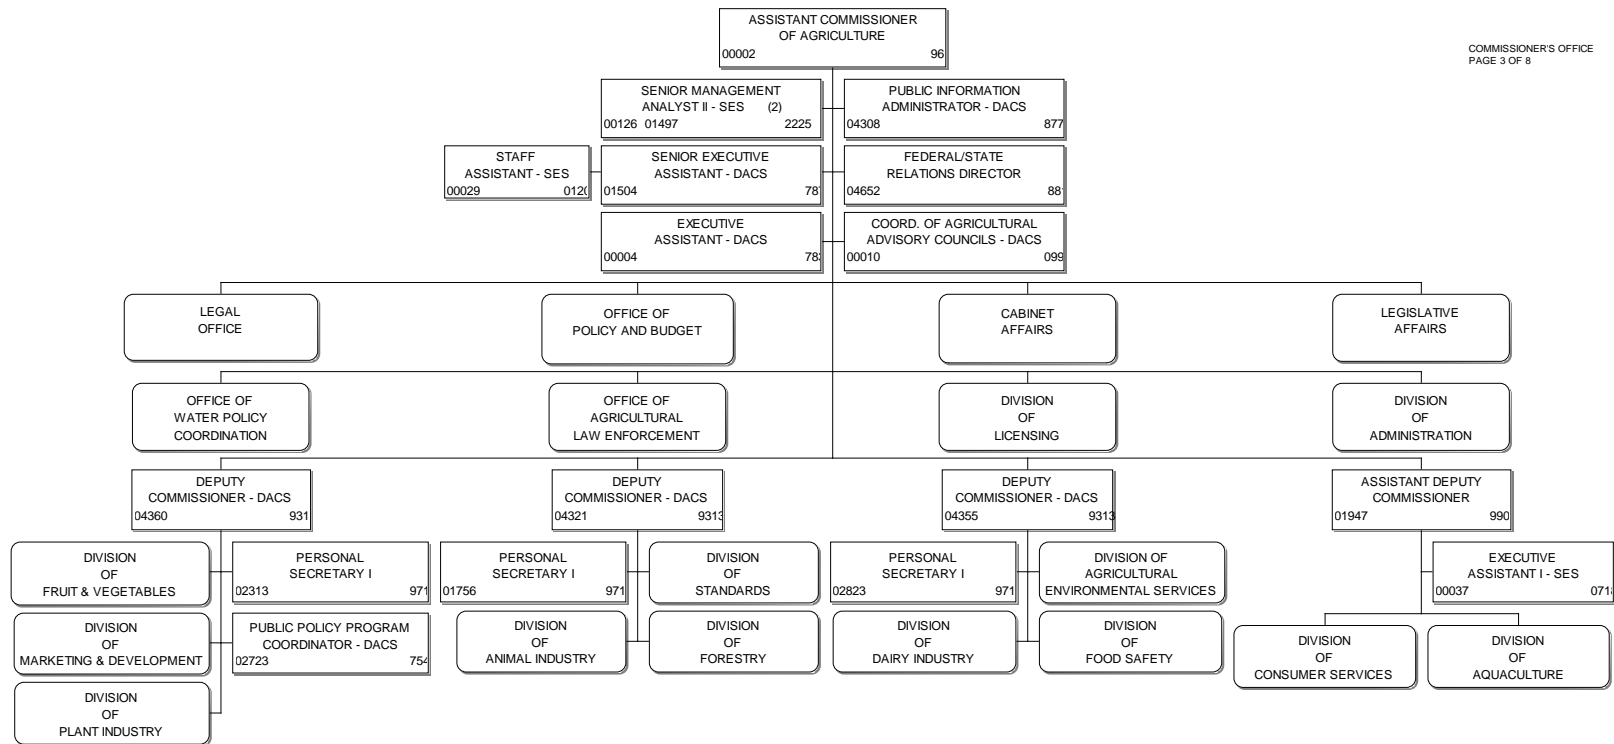 ASSISTANT COMMISSIONER
OF AGRICULTURE
00002 96
COMMISSIONER'S OFFICE
PAGE 3 OF 8
SENIOR MANAGEMENT
ANALYST II - SES (2)
00126 01497 2225
PUBLIC INFORMATION
ADMINISTRATOR - DACS
04308 877
STAFF
ASSISTANT - SES
00029 012
SENIOR EXECUTIVE
ASSISTANT - DACS
01504 78
FEDERAL/STATE
RELATIONS DIRECTOR
04652 88
EXECUTIVE
ASSISTANT - DACS
00004 78
COORD. OF AGRICULTURAL
ADVISORY COUNCILS - DACS
00010 099
LEGAL
OFFICE
OFFICE OF
POLICY AND BUDGET
CABINET
AFFAIRS
LEGISLATIVE
AFFAIRS
OFFICE OF
WATER POLICY
COORDINATION
OFFICE OF
AGRICULTURAL
LAW ENFORCEMENT
DIVISION
OF
LICENSING
DIVISION
OF
ADMINISTRATION
DEPUTY
COMMISSIONER - DACS
04360 931
DEPUTY
COMMISSIONER - DACS
04321 9313
DEPUTY
COMMISSIONER - DACS
04355 9313
ASSISTANT DEPUTY
COMMISSIONER
01947 990
DIVISION
OF
FRUIT & VEGETABLES
PERSONAL
SECRETARY I
02313 971
PERSONAL
SECRETARY I
01756 971
DIVISION
OF
STANDARDS
PERSONAL
SECRETARY I
02823 971
DIVISION OF
AGRICULTURAL
ENVIRONMENTAL SERVICES
EXECUTIVE
ASSISTANT I - SES
00037 071
DIVISION
OF
MARKETING & DEVELOPMENT
PUBLIC POLICY PROGRAM
COORDINATOR - DACS
02723 754
DIVISION
OF
ANIMAL INDUSTRY
DIVISION
OF
FORESTRY
DIVISION
OF
DAIRY INDUSTRY
DIVISION
OF
FOOD SAFETY
DIVISION
OF
CONSUMER SERVICES
DIVISION
OF
AQUACULTURE
DIVISION
OF
PLANT INDUSTRY